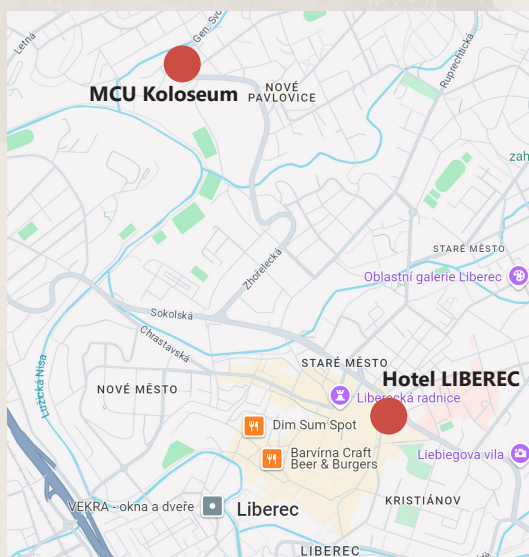 Letná
Gen. Svo
MCU Koloseum
NOVÉ
PAVLOVICE
Ruprechtická
zah
STARÉ MĚSTO
Oblastní galerie Liberec
Zhořelecká
Sokolská
Chrastavská
STARÉ MĚSTO
Hotel LIBEREC
Liberecká radnice
Lužická Nisa
NOVÉ MĚSTO
Dim Sum Spot
Barvírna Craft
Beer & Burgers
Liebiegova vila
KRISTIÁNOV
VEKRA - okna a dveře
Liberec
LIBEREC